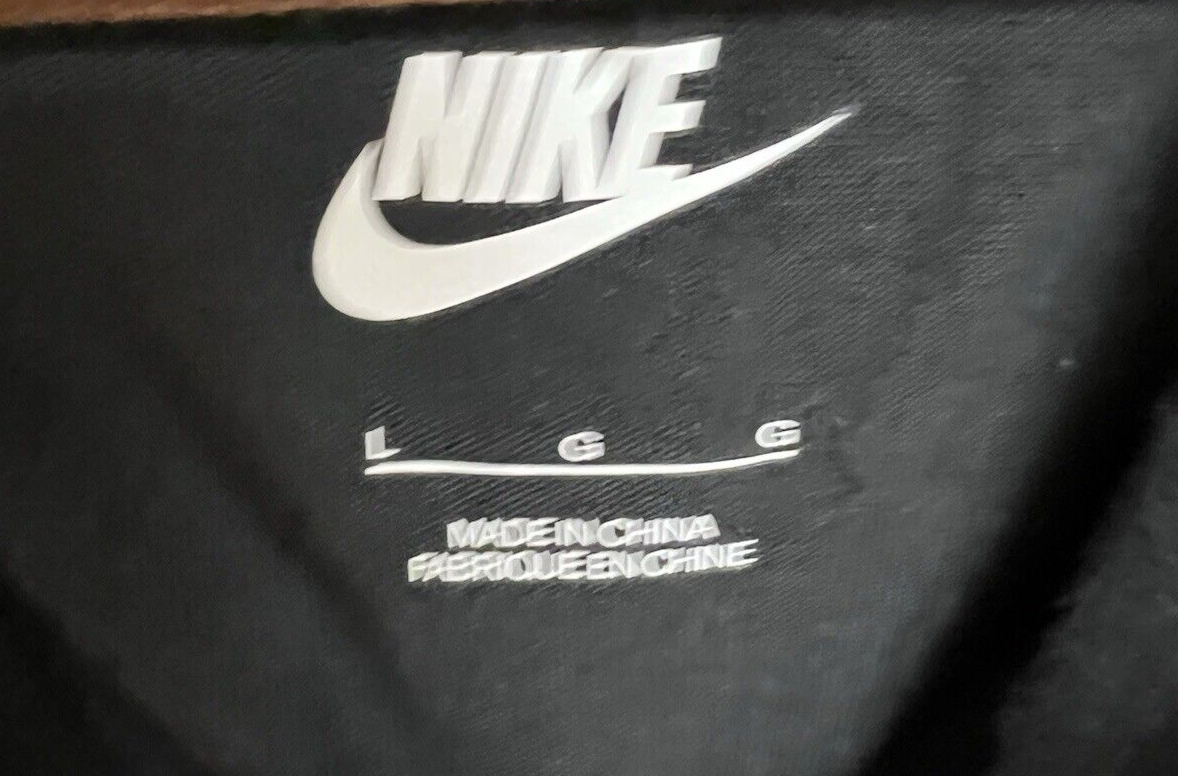 NIKE
L G G
MADE IN CHINA
FABRIQUE EN CHINE